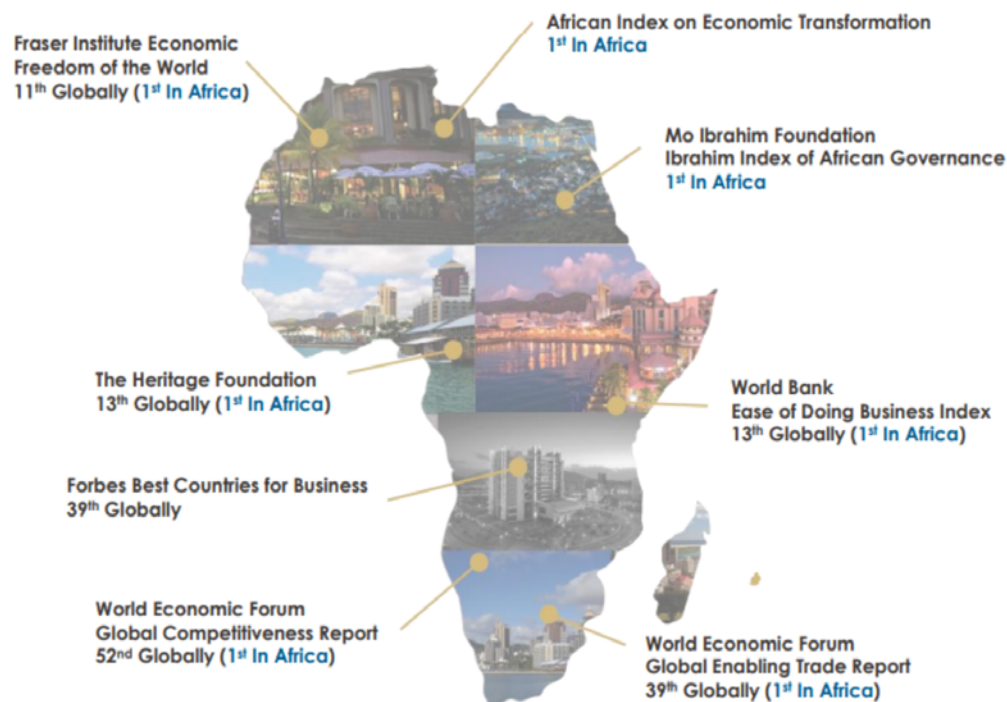 African Index on Economic Transformation
1st In Africa
Fraser Institute Economic
Freedom of the World
11th Globally (1st In Africa)
Mo Ibrahim Foundation
Ibrahim Index of African Governance
1st In Africa
The Heritage Foundation
13th Globally (1st In Africa)
World Bank
Ease of Doing Business Index
13th Globally (1st In Africa)
Forbes Best Countries for Business
39th Globally
World Economic Forum
Global Competitiveness Report
52nd Globally (1st In Africa)
World Economic Forum
Global Enabling Trade Report
39th Globally (1st In Africa)